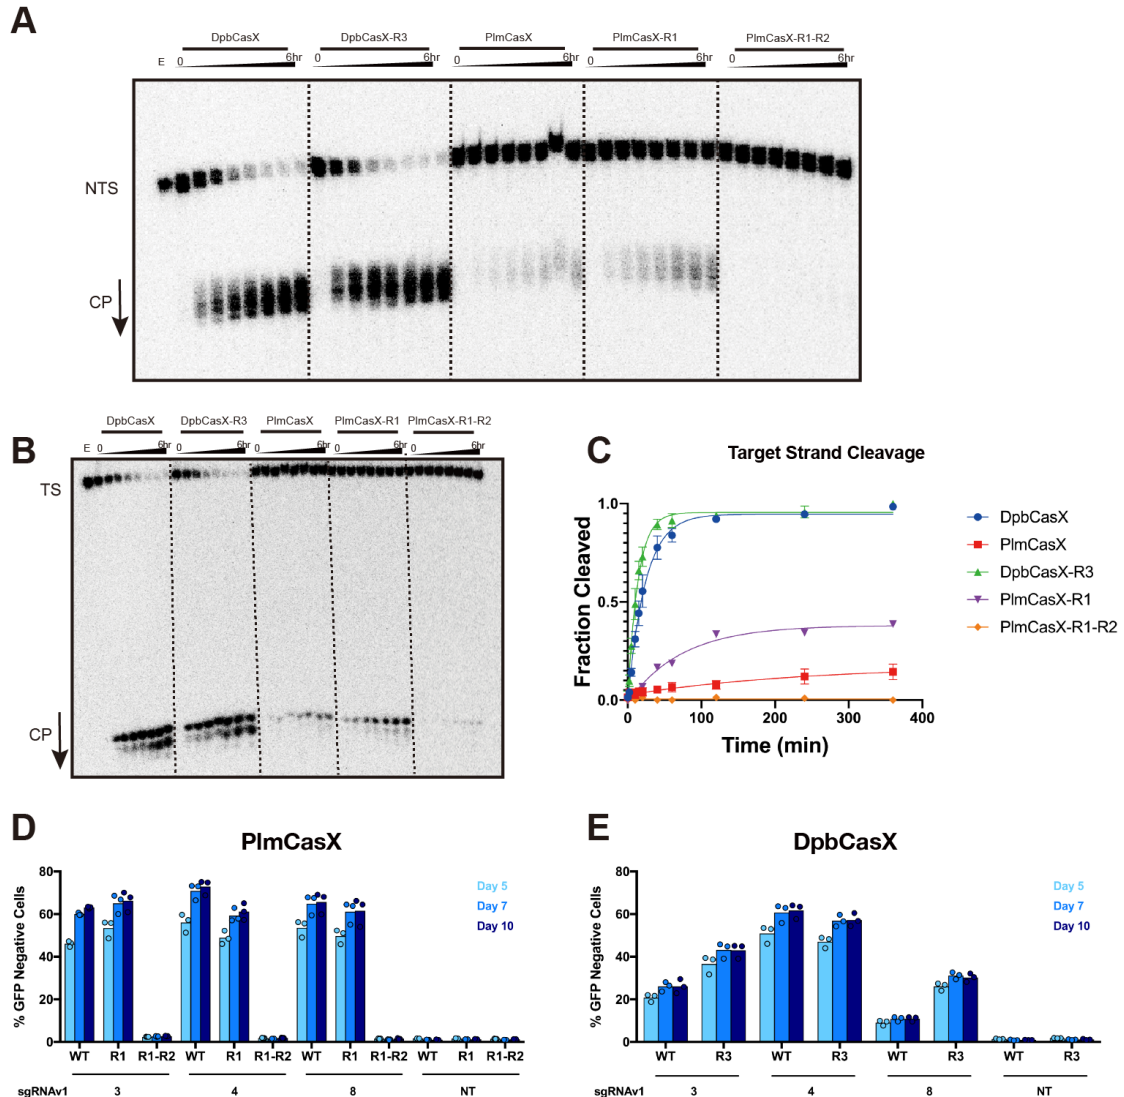 A
DpbCasX DpbCasX-R3 PlmCasX PlmCasX-R1 PlmCasX-R1-R2
E 0 6hr 0 6hr 0 6hr 0 6hr 0 6hr
NTS
CP
B
DpbCasX DpbCasX-R3 PlmCasX PlmCasX-R1 PlmCasX-R1-R2
E 0 6hr 0 6hr 0 6hr 0 6hr 0 6hr
TS
CP
C
Target Strand Cleavage
Fraction Cleaved
1.0
0.5
0.0
0 100 200 300 400
Time (min)
DpbCasX
PlmCasX
DpbCasX-R3
PlmCasX-R1
PlmCasX-R1-R2
D
PlmCasX
% GFP Negative Cells
80
60
40
20
0
Day 5
Day 7
Day 10
WT R1 R1-R2 WT R1 R1-R2 WT R1 R1-R2 WT R1 R1-R2
sgRNAv1 3 4 8 NT
E
DpbCasX
% GFP Negative Cells
80
60
40
20
0
Day 5
Day 7
Day 10
WT R3 WT R3 WT R3 WT R3
sgRNAv1 3 4 8 NT